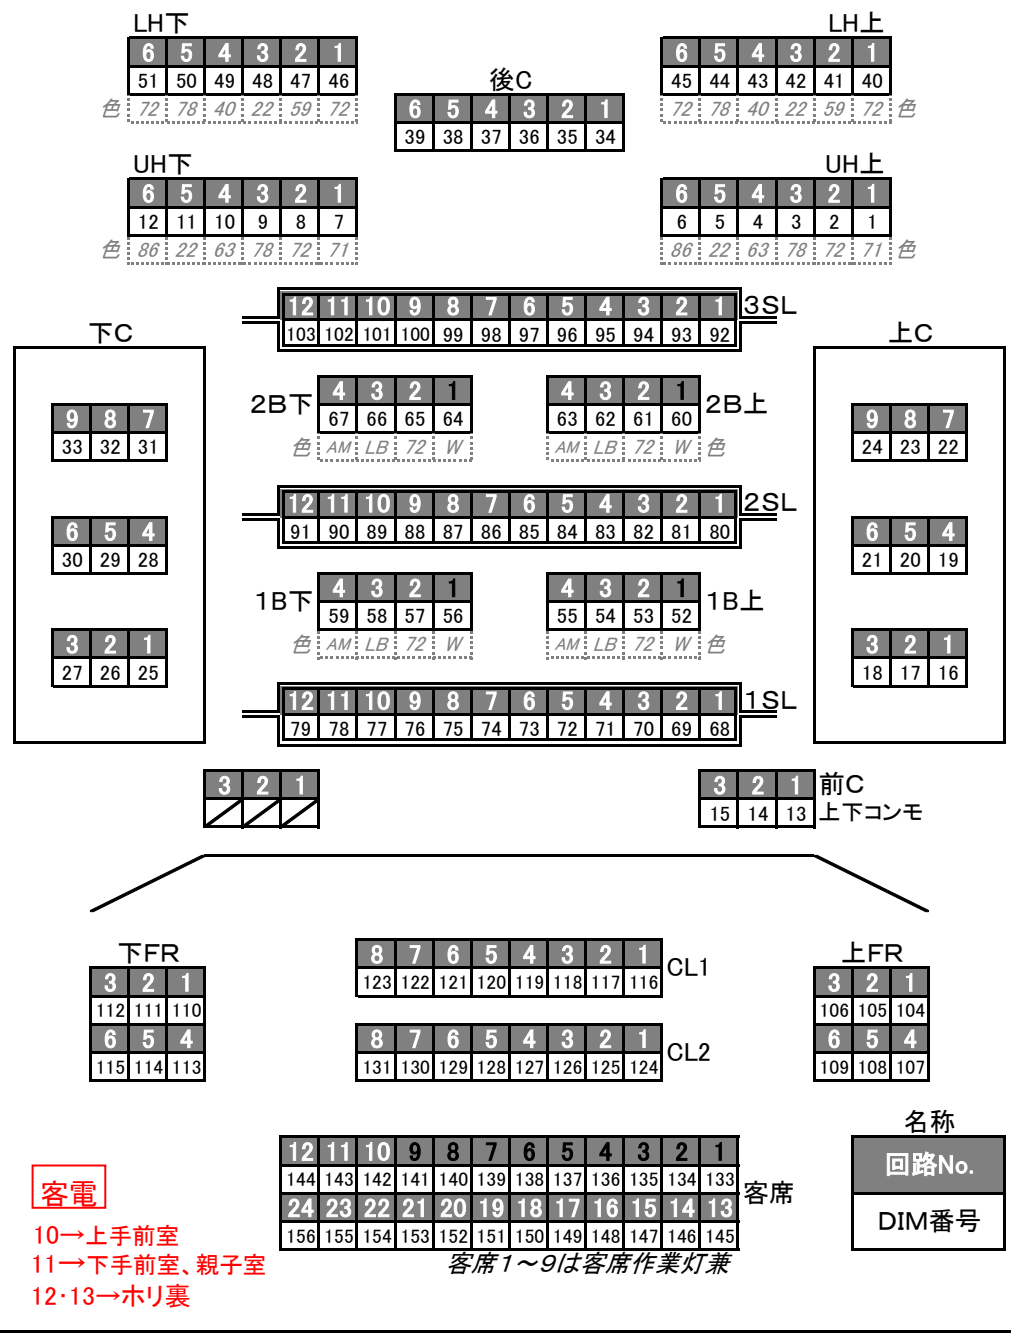 LH下 LH上
6 5 4 3 2 1 6 5 4 3 2 1
51 50 49 48 47 46 45 44 43 42 41 40
色 72 78 40 22 59 72 72 78 40 22 59 72 色
後C
6 5 4 3 2 1
39 38 37 36 35 34
UH下 UH上
6 5 4 3 2 1 6 5 4 3 2 1
12 11 10 9 8 7 6 5 4 3 2 1
色 86 22 63 78 72 71 86 22 63 78 72 71 色
12 11 10 9 8 7 6 5 4 3 2 1 3SL
103 102 101 100 99 98 97 96 95 94 93 92
下C 上C
2B下 4 3 2 1 4 3 2 1 2B上
67 66 65 64 63 62 61 60
色 AM LB 72 W AM LB 72 W 色
9 8 7 9 8 7
33 32 31 24 23 22
12 11 10 9 8 7 6 5 4 3 2 1 2SL
91 90 89 88 87 86 85 84 83 82 81 80
6 5 4 6 5 4
30 29 28 21 20 19
1B下 4 3 2 1 4 3 2 1 1B上
59 58 57 56 55 54 53 52
色 AM LB 72 W AM LB 72 W 色
3 2 1 3 2 1
27 26 25 18 17 16
12 11 10 9 8 7 6 5 4 3 2 1 1SL
79 78 77 76 75 74 73 72 71 70 69 68
3 2 1 3 2 1 前C
15 14 13 上下コンモ
下FR 上FR
3 2 1 3 2 1
112 111 110 106 105 104
6 5 4 6 5 4
115 114 113 109 108 107
8 7 6 5 4 3 2 1 CL1
123 122 121 120 119 118 117 116
8 7 6 5 4 3 2 1 CL2
131 130 129 128 127 126 125 124
12 11 10 9 8 7 6 5 4 3 2 1
144 143 142 141 140 139 138 137 136 135 134 133
客席
24 23 22 21 20 19 18 17 16 15 14 13
156 155 154 153 152 151 150 149 148 147 146 145
客席1～9は客席作業灯兼
名称
回路No.
DIM番号
客電
10→上手前室
11→下手前室、親子室
12・13→ホリ裏